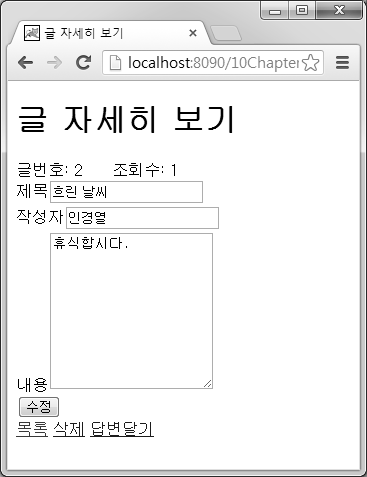 글 자세히 보기
localhost:8090/10Chapter
글 자세히 보기
글번호: 2 조회수: 1
제목 흐린 날씨
작성자 인경열
휴식합시다.
내용
수정
목록 삭제 답변달기